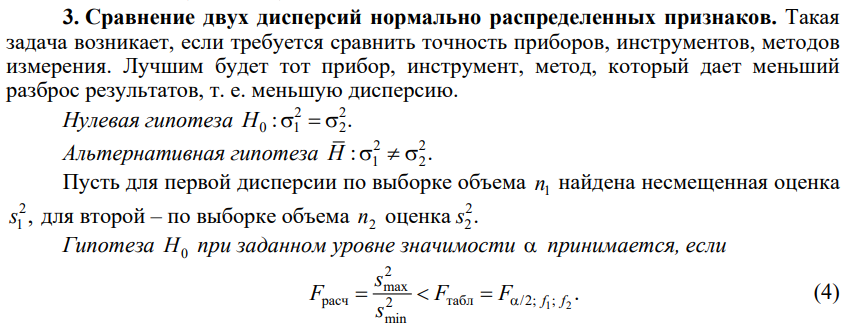 3. Сравнение двух дисперсий нормально распределенных признаков. Такая
задача возникает, если требуется сравнить точность приборов, инструментов, методов
измерения. Лучшим будет тот прибор, инструмент, метод, который дает меньший
разброс результатов, т. е. меньшую дисперсию.
Нулевая гипотеза H₀ : σ₁² = σ₂².
Альтернативная гипотеза H̅ : σ₁² ≠ σ₂².
Пусть для первой дисперсии по выборке объема n₁ найдена несмещенная оценка
s₁², для второй – по выборке объема n₂ оценка s₂².
Гипотеза H₀ при заданном уровне значимости α принимается, если
F_расч = s²_max / s²_min < F_табл = F_α/2; f₁; f₂. (4)